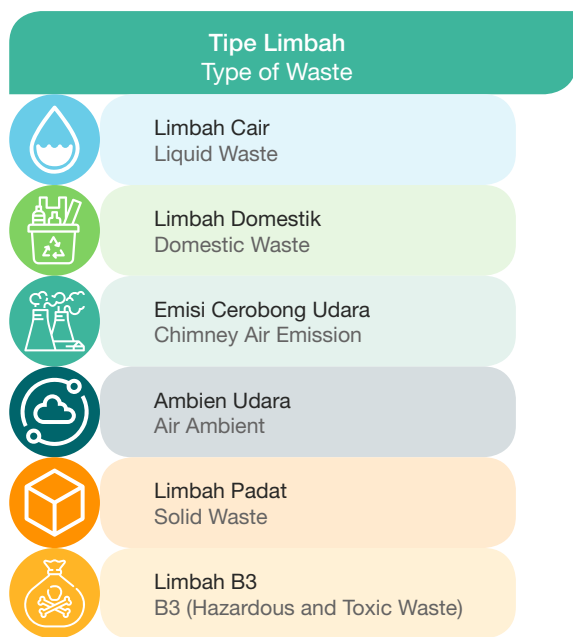 Tipe Limbah
Type of Waste
Limbah Cair
Liquid Waste
Limbah Domestik
Domestic Waste
Emisi Cerobong Udara
Chimney Air Emission
Ambien Udara
Air Ambient
Limbah Padat
Solid Waste
Limbah B3
B3 (Hazardous and Toxic Waste)